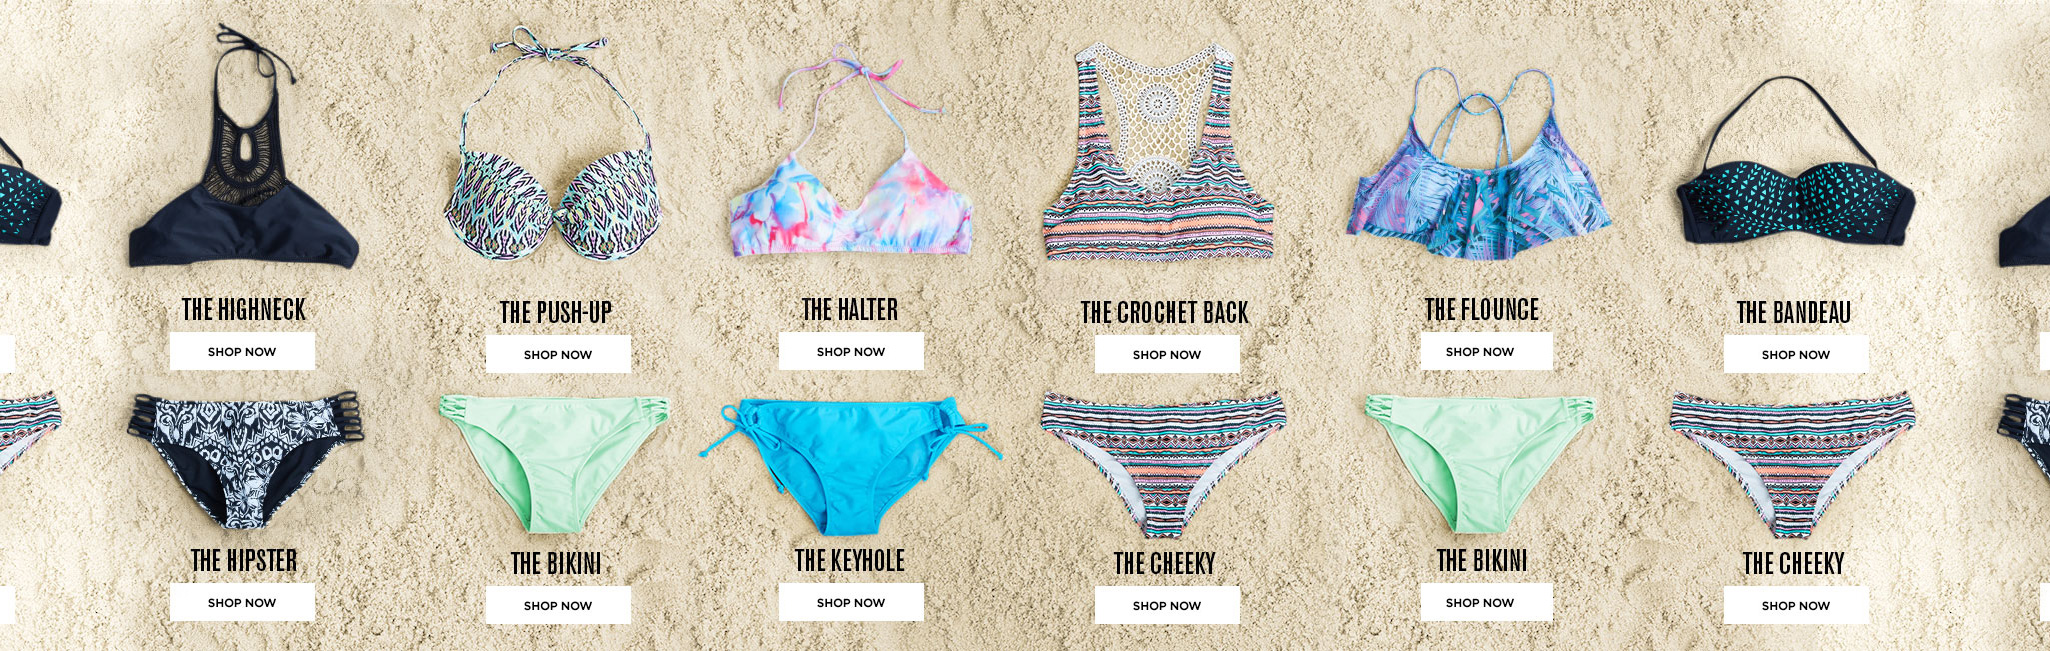 THE HIGHNECK
SHOP NOW
THE PUSH-UP
SHOP NOW
THE HALTER
SHOP NOW
THE CROCHET BACK
SHOP NOW
THE FLOUNCE
SHOP NOW
THE BANDEAU
SHOP NOW
THE HIPSTER
SHOP NOW
THE BIKINI
SHOP NOW
THE KEYHOLE
SHOP NOW
THE CHEEKY
SHOP NOW
THE BIKINI
SHOP NOW
THE CHEEKY
SHOP NOW